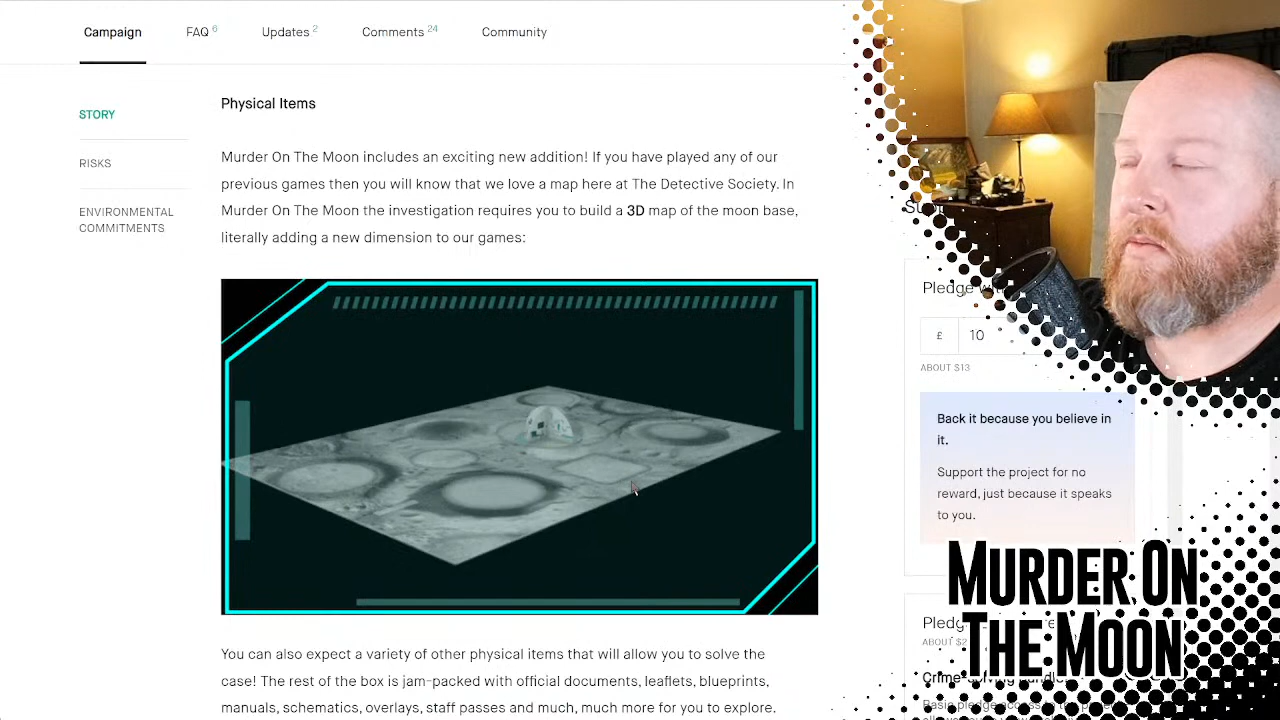 Campaign
FAQ 6
Updates 2
Comments 24
Community
STORY
RISKS
ENVIRONMENTAL
COMMITMENTS
Physical Items
Murder On The Moon includes an exciting new addition! If you have played any of our
previous games then you will know that we love a map here at The Detective Society. In
Murder On The Moon the investigation requires you to build a 3D map of the moon base,
literally adding a new dimension to our games:
You can also expect a variety of other physical items that will allow you to solve the
case! The rest of the box is jam-packed with official documents, leaflets, blueprints,
manuals, schematics, overlays, staff passes and much, much more for you to explore.
Pledge
£ 10
ABOUT $13
Back it because you believe in
it.
Support the project for no
reward, just because it speaks
to you.
ABOUT
MURDER ON
THE MOON